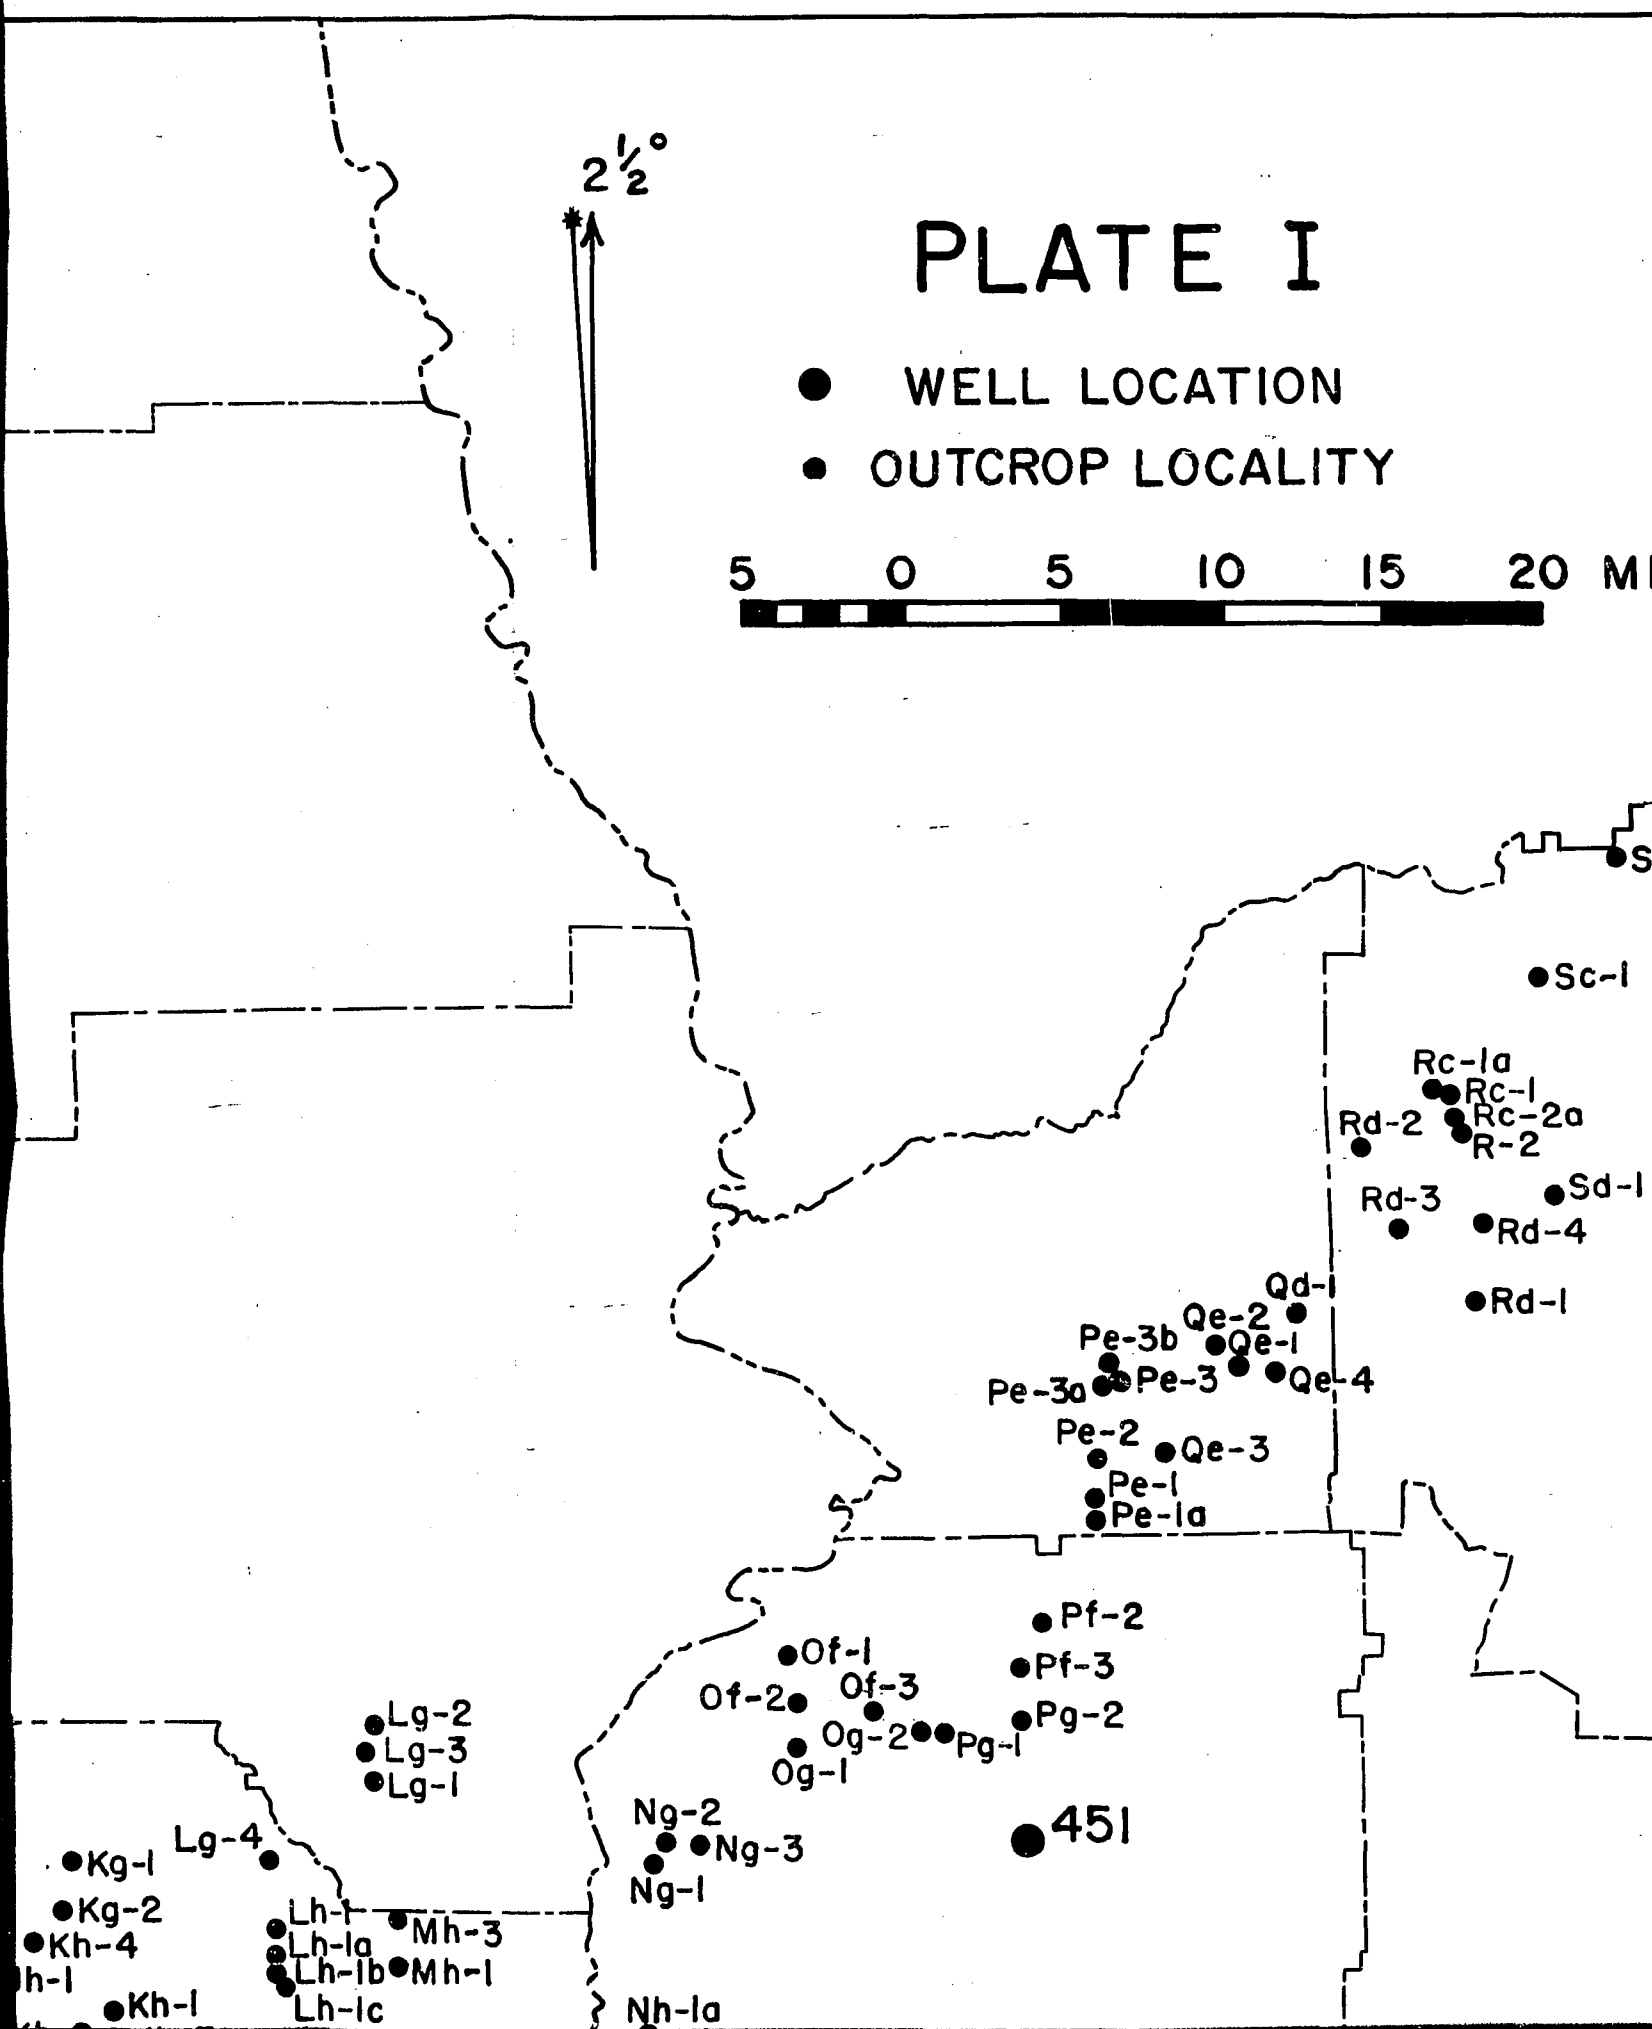 2 1/2°
PLATE I
WELL LOCATION
OUTCROP LOCALITY
5 0 5 10 15 20
Sc-1
Rc-1a
Rc-1
Rc-2a
Rd-2
R-2
Sd-1
Rd-3
Rd-4
Qd-1
Rd-1
Qe-2
Pe-3b
Qe-1
Pe-3
Qe-4
Pe-3a
Pe-2
Qe-3
Pe-1
Pe-1a
Pf-2
Of-1
Pf-3
Of-3
Of-2
Lg-2
Pg-2
Og-2
Pg-1
Lg-3
Og-1
Lg-1
Ng-2
451
Lg-4
Ng-3
Kg-1
Ng-1
Kg-2
Lh-1
Mh-3
Kh-4
Lh-1a
Lh-1b
Mh-1
h-1
Kh-1
Lh-1c
Nh-1a